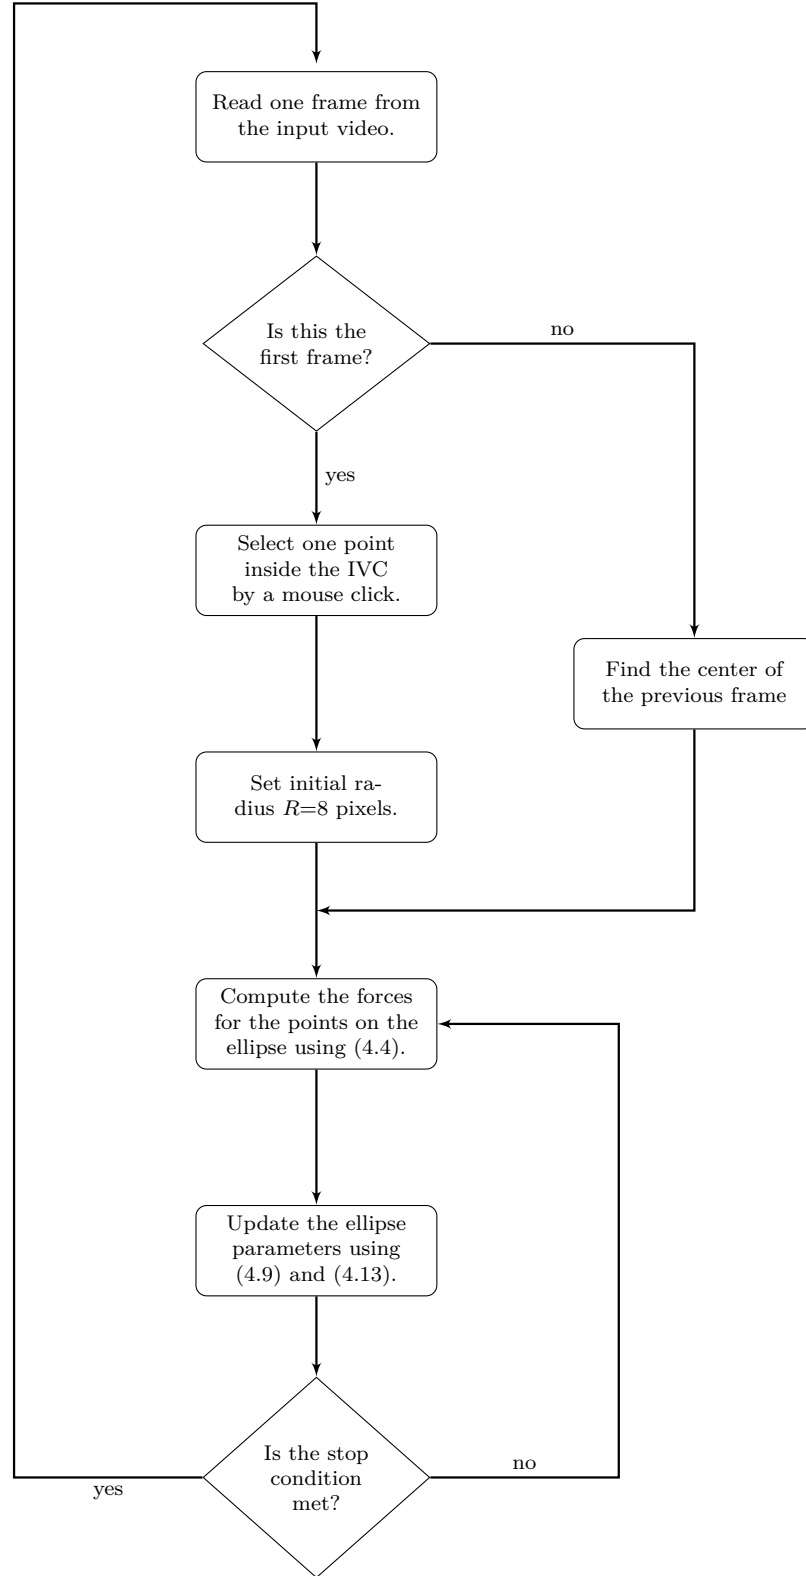 Read one frame from
the input video.
Is this the
first frame?
no
yes
Select one point
inside the IVC
by a mouse click.
Find the center of
the previous frame
Set initial ra-
dius R=8 pixels.
Compute the forces
for the points on the
ellipse using (4.4).
Update the ellipse
parameters using
(4.9) and (4.13).
Is the stop
condition
met?
no
yes